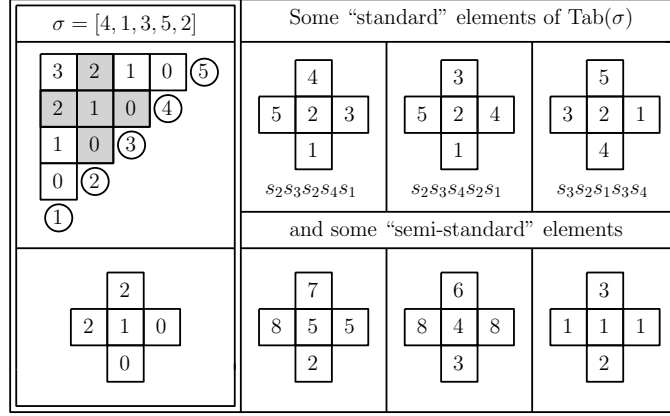 σ = [4, 1, 3, 5, 2]
3 2 1 0 5
2 1 0 4
1 0 3
0 2
1
2
2 1 0
0
Some “standard” elements of Tab(σ)
4
5 2 3
1
s₂s₃s₂s₄s₁
3
5 2 4
1
s₂s₃s₄s₂s₁
5
3 2 1
4
s₃s₂s₁s₃s₄
and some “semi-standard” elements
7
8 5 5
2
6
8 4 8
3
3
1 1 1
2